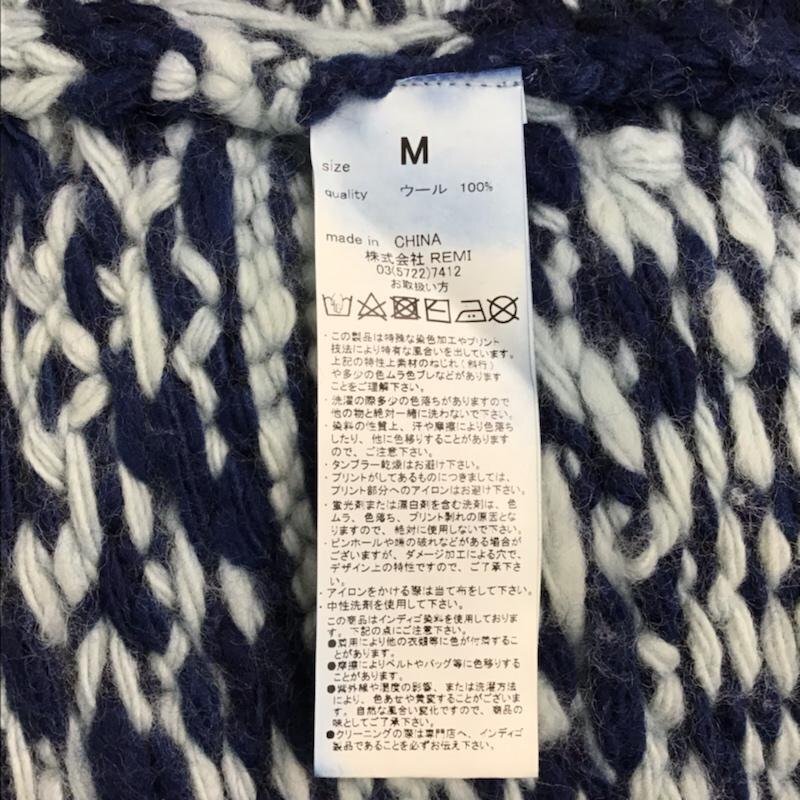 size M
quality ウール 100%
made in CHINA
株式会社 REMI
03(5722)7412
お取扱い方
・この製品は特殊な染色加工やプリント
技法により特有な風合いを出しています。
上記の特性上素材のねじれ(斜行)
や多少の色ムラ色ブレなどがあります
ことをご理解下さい。
・洗濯の際多少の色落ちがありますので
他の物と絶対一緒に洗わないで下さい。
・染料の性質上、汗や摩擦により色落ち
したり、他に色移りすることがあります
ので、ご注意下さい。
・タンブラー乾燥はお避け下さい。
・プリントがしてあるものにつきましては、
プリント部分へのアイロンはお避け下さい。
・蛍光剤または漂白剤を含む洗剤は、色
ムラ、色落ち、プリント剥れの原因とな
りますので、絶対に使用しないで下さい。
・ピンホールや端の破れなどがある場合が
ございますが、ダメージ加工による穴で、
デザイン上の特性ですので、ご了承下さ
い。
・アイロンをかける際は当て布をして下さい。
・中性洗剤を使用して下さい。
この商品はインディゴ染料を使用しておりま
す。下記の点にご注意下さい。
●着用により他の衣類等に色が付着するこ
とがあります。
●摩擦によりベルトやバッグ等に色移りする
ことがあります。
●紫外線や湿度の影響、または洗濯方法
により、色あせや黄変することがございま
す。自然な風合い変化ですので、商品の
味としてご了承下さい。
●クリーニングの際は専門店へ、インディゴ
製品であることを必ずお伝え下さい。